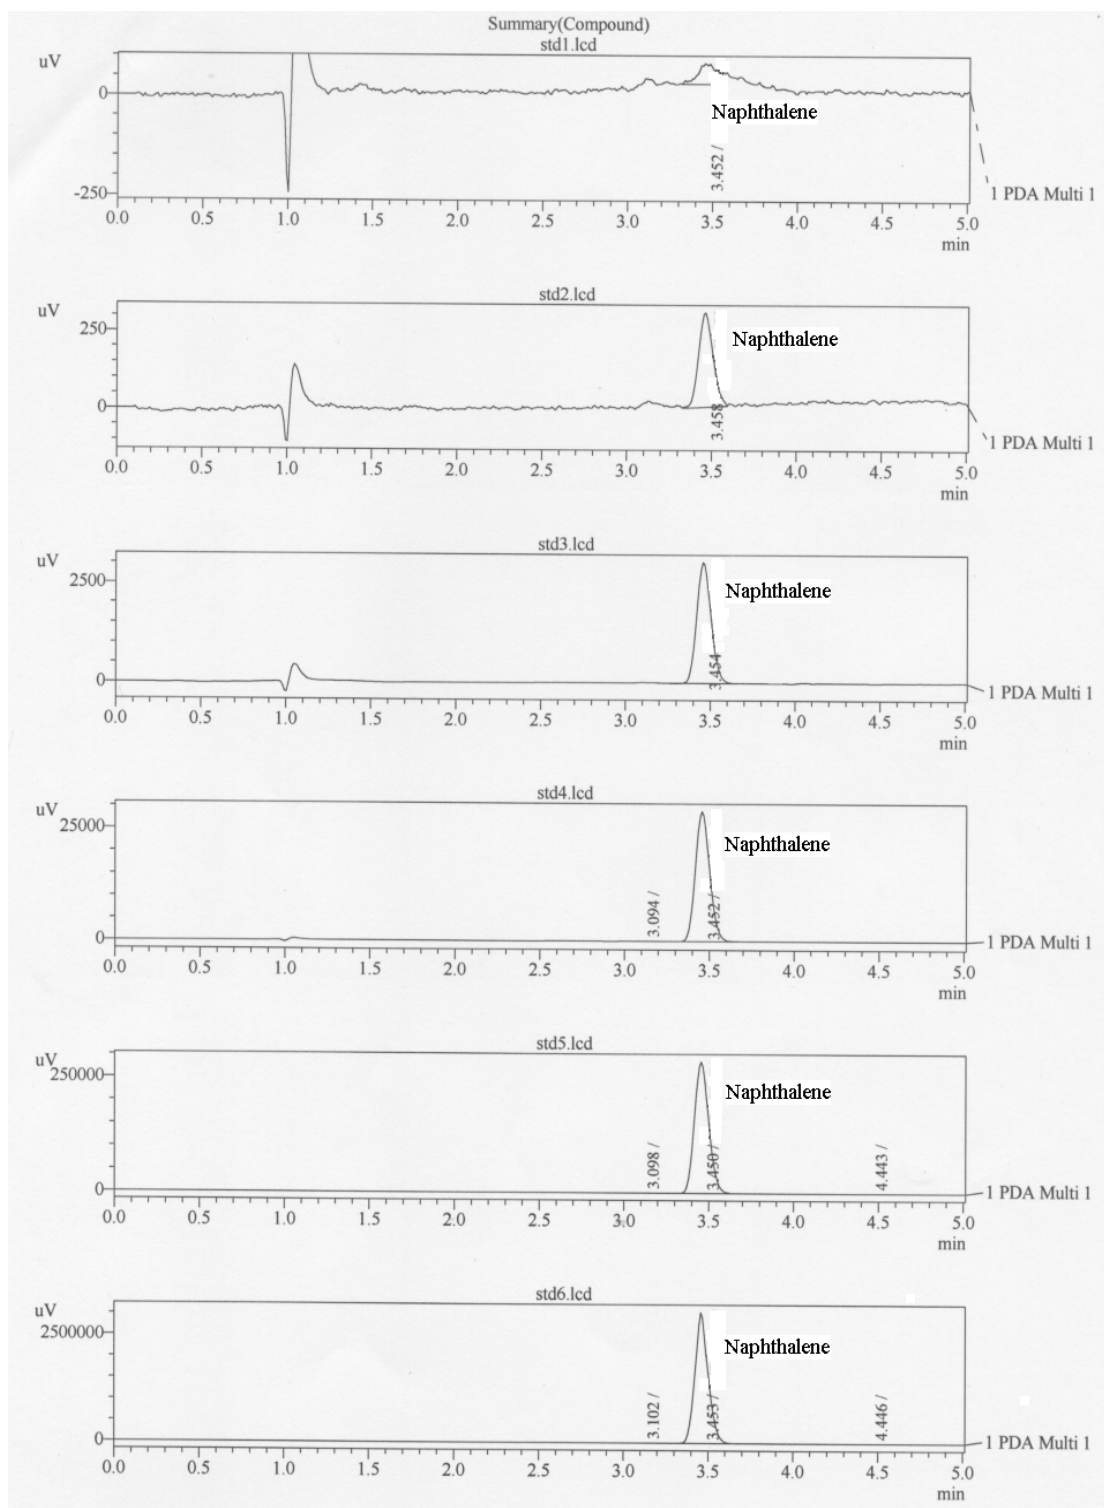 Summary(Compound)
std1.lcd
uV
0
-250
Naphthalene
3.452 /
1 PDA Multi 1
0.0 0.5 1.0 1.5 2.0 2.5 3.0 3.5 4.0 4.5 5.0
min
std2.lcd
uV
250
0
Naphthalene
3.458
1 PDA Multi 1
0.0 0.5 1.0 1.5 2.0 2.5 3.0 3.5 4.0 4.5 5.0
min
std3.lcd
uV
2500
0
Naphthalene
3.454
1 PDA Multi 1
0.0 0.5 1.0 1.5 2.0 2.5 3.0 3.5 4.0 4.5 5.0
min
std4.lcd
uV
25000
0
Naphthalene
3.094 /
3.452 /
1 PDA Multi 1
0.0 0.5 1.0 1.5 2.0 2.5 3.0 3.5 4.0 4.5 5.0
min
std5.lcd
uV
250000
0
Naphthalene
3.098 /
3.450 /
4.443 /
1 PDA Multi 1
0.0 0.5 1.0 1.5 2.0 2.5 3.0 3.5 4.0 4.5 5.0
min
std6.lcd
uV
2500000
0
Naphthalene
3.102 /
3.453 /
4.446 /
1 PDA Multi 1
0.0 0.5 1.0 1.5 2.0 2.5 3.0 3.5 4.0 4.5 5.0
min